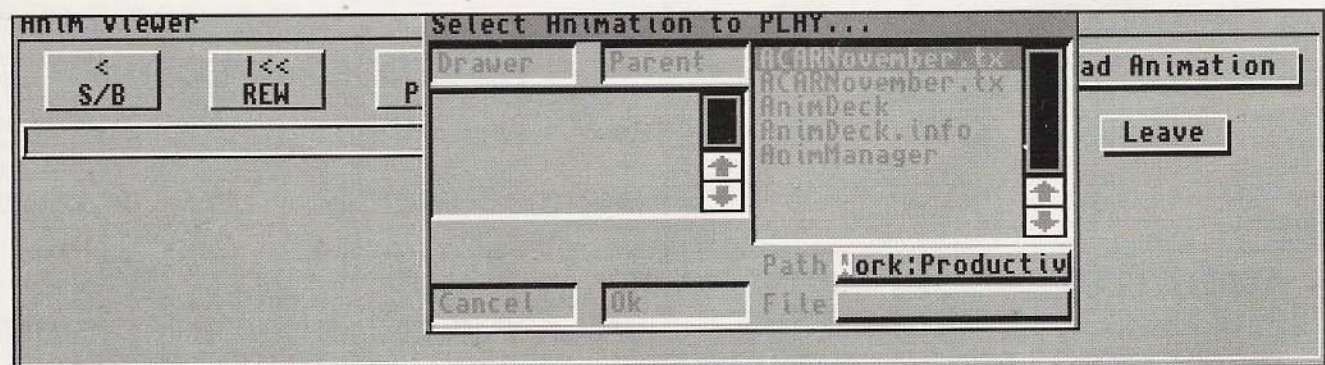 Anim Viewer
<
S/B
|<<
REW
P
Select Animation to PLAY...
Drawer
Parent
ACARNovember.tx
ACARNovember.tx
AnimDeck
AnimDeck.info
AnimManager
Path
Work:Productiv
File
Cancel
Ok
ad Animation
Leave